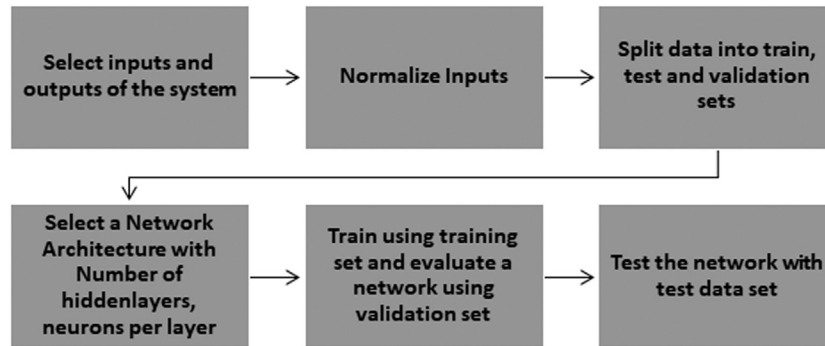 Select inputs and
outputs of the system
Normalize Inputs
Split data into train,
test and validation
sets
Select a Network
Architecture with
Number of
hiddenlayers,
neurons per layer
Train using training
set and evaluate a
network using
validation set
Test the network with
test data set